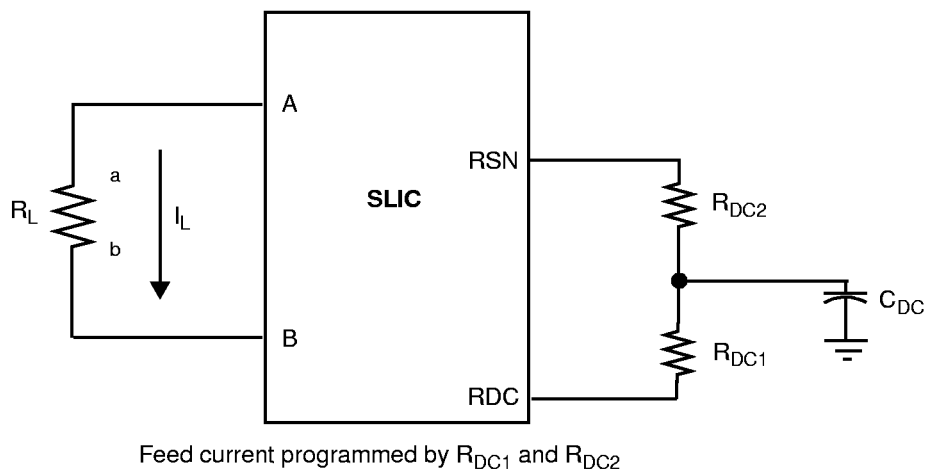 A
RSN
a
R_DC2
R_L
SLIC
I_L
b
C_DC
B
R_DC1
RDC
Feed current programmed by R_DC1 and R_DC2